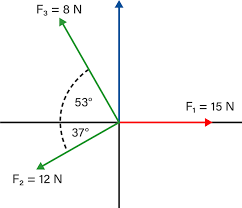 F₃ = 8 N
53°
F₁ = 15 N
37°
F₂ = 12 N